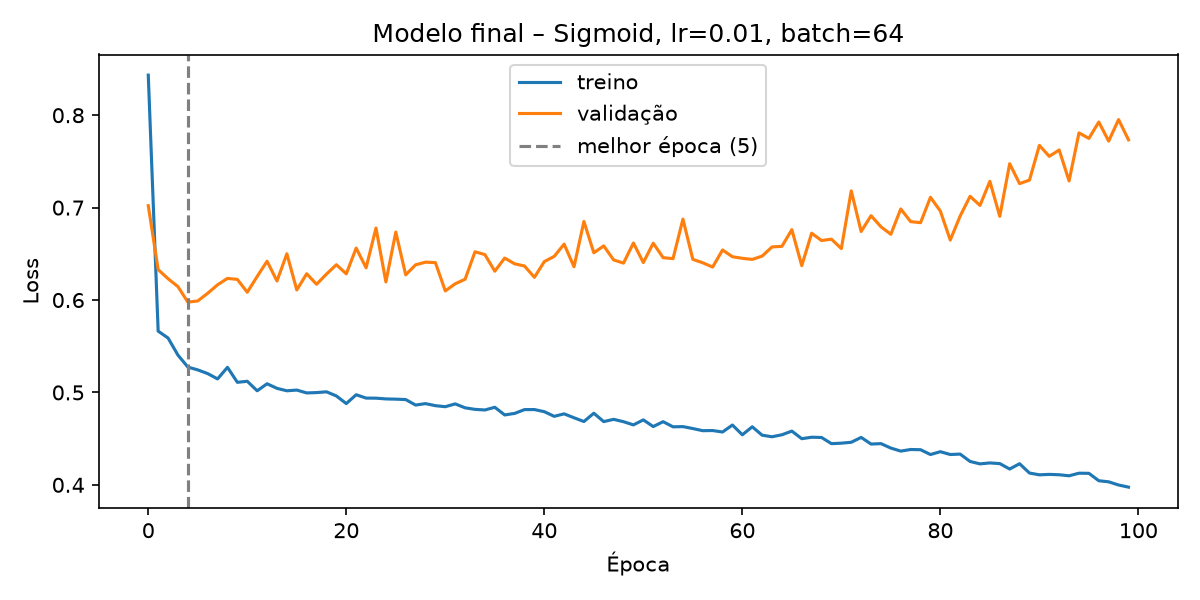 Modelo final – Sigmoid, lr=0.01, batch=64
treino
validação
melhor época (5)
Loss
0.8
0.7
0.6
0.5
0.4
0 20 40 60 80 100
Época